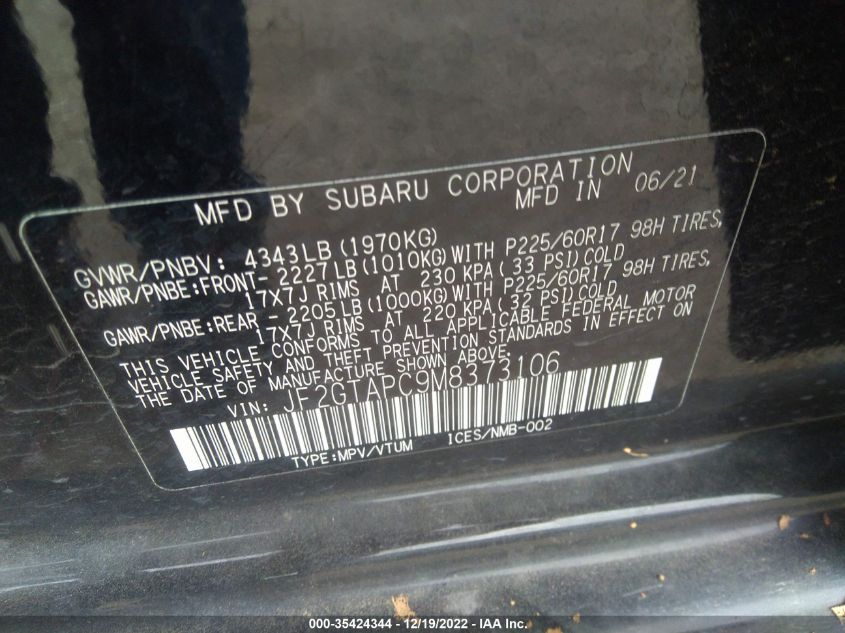 MFD BY SUBARU CORPORATION
MFD IN 06/21
GVWR/PNBV: 4343LB (1970KG)
GAWR/PNBE:FRONT- 2227 LB (1010KG) WITH P225/60R17 98H TIRES,
17X7J RIMS AT 230 KPA ( 33 PSI) COLD
GAWR/PNBE:REAR - 2205 LB (1000KG) WITH P225/60R17 98H TIRES,
17X7J RIMS AT 220 KPA ( 32 PSI) COLD
THIS VEHICLE CONFORMS TO ALL APPLICABLE FEDERAL MOTOR
VEHICLE SAFETY AND THEFT PREVENTION STANDARDS IN EFFECT ON
THE DATE OF MANUFACTURE SHOWN ABOVE.
VIN: JF2GTAPC9M8373106
TYPE:MPV/VTUM ICES/NMB-002
000-35424344 - 12/19/2022 - IAA Inc.